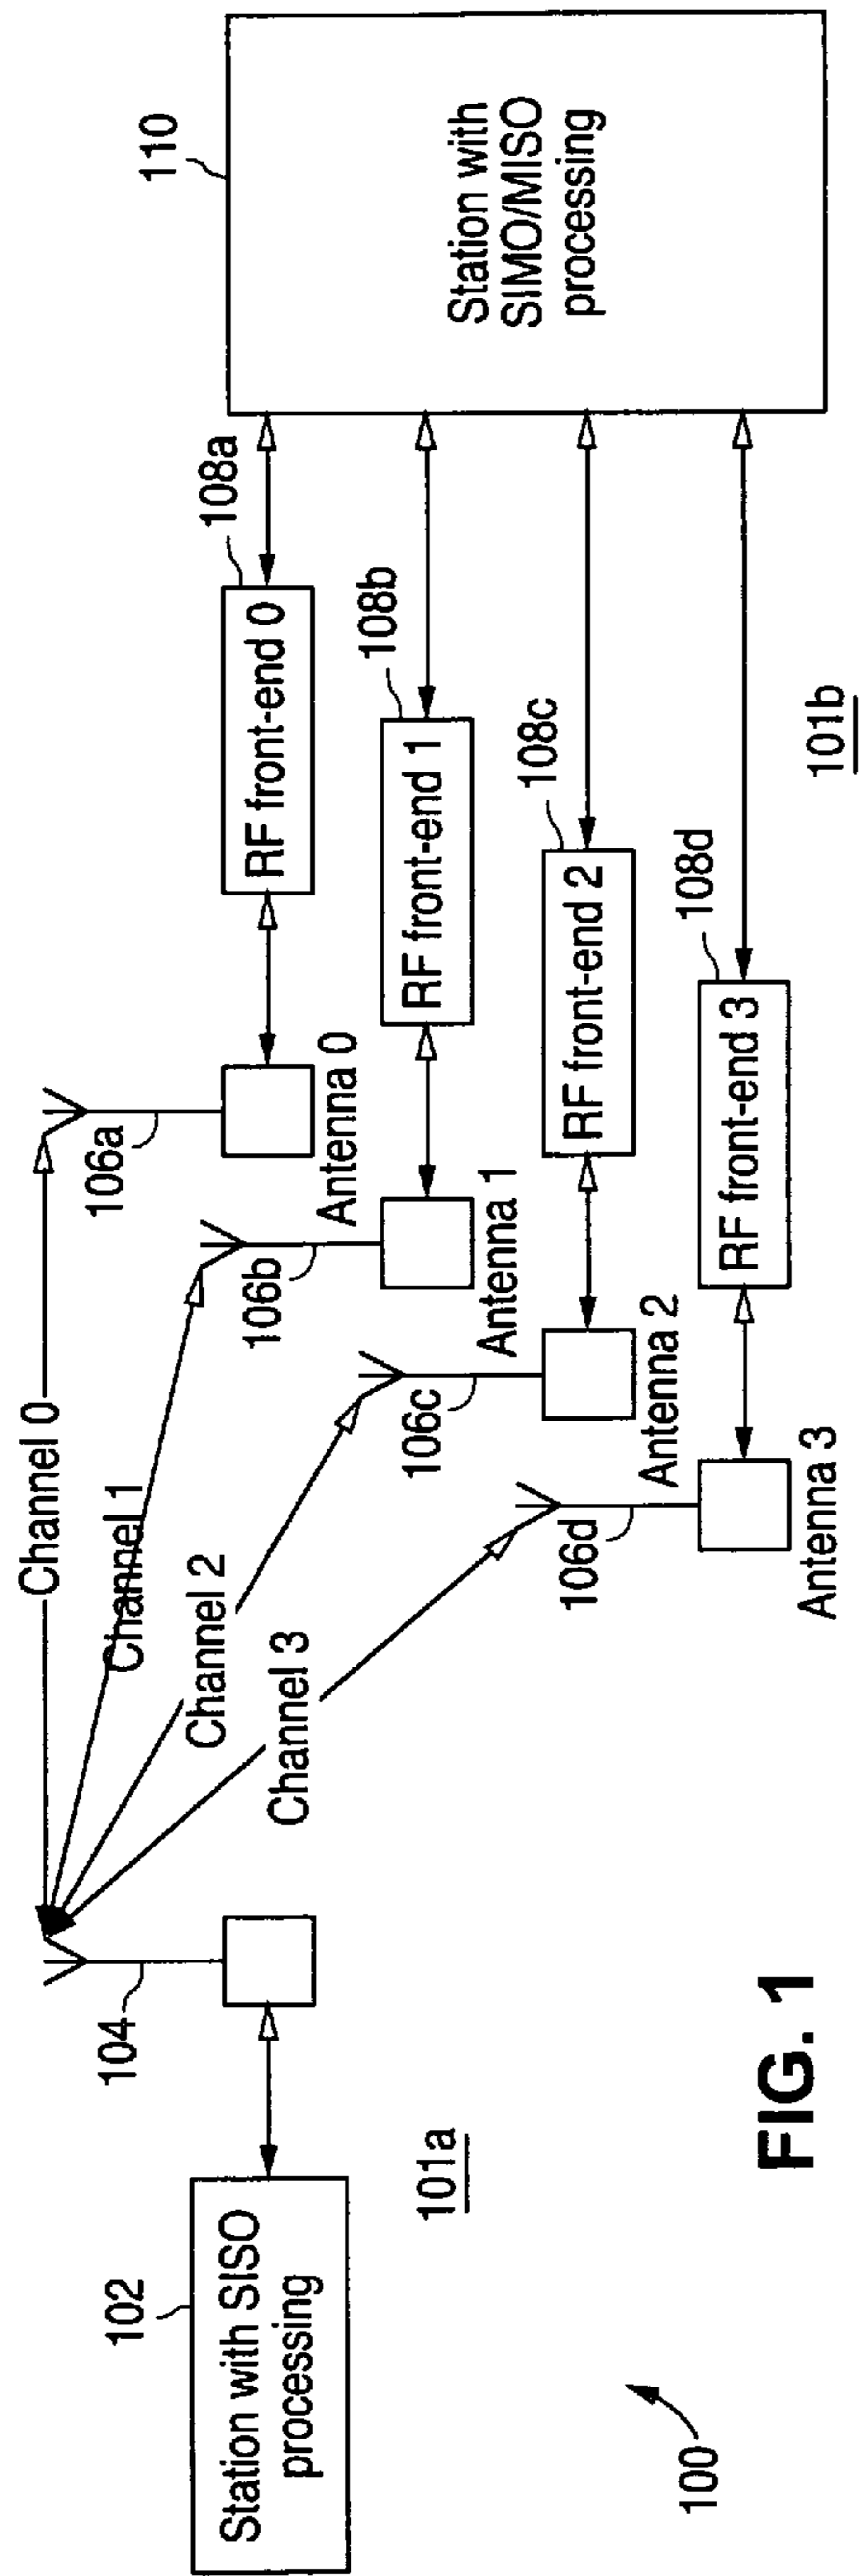 102
Station with SISO
processing
104
101a
100
Channel 0
Channel 1
Channel 2
Channel 3
106a
Antenna 0
106b
Antenna 1
106c
Antenna 2
106d
Antenna 3
RF front-end 0
108a
RF front-end 1
108b
RF front-end 2
108c
RF front-end 3
108d
110
Station with
SIMO/MISO
processing
101b
FIG. 1